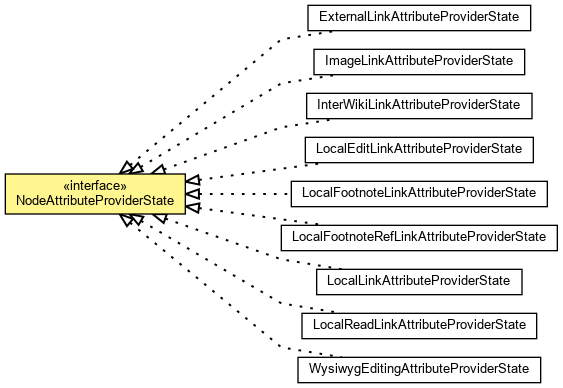 ExternalLinkAttributeProviderState
ImageLinkAttributeProviderState
InterWikiLinkAttributeProviderState
LocalEditLinkAttributeProviderState
«interface»
NodeAttributeProviderState
LocalFootnoteLinkAttributeProviderState
LocalFootnoteRefLinkAttributeProviderState
LocalLinkAttributeProviderState
LocalReadLinkAttributeProviderState
WysiwygEditingAttributeProviderState